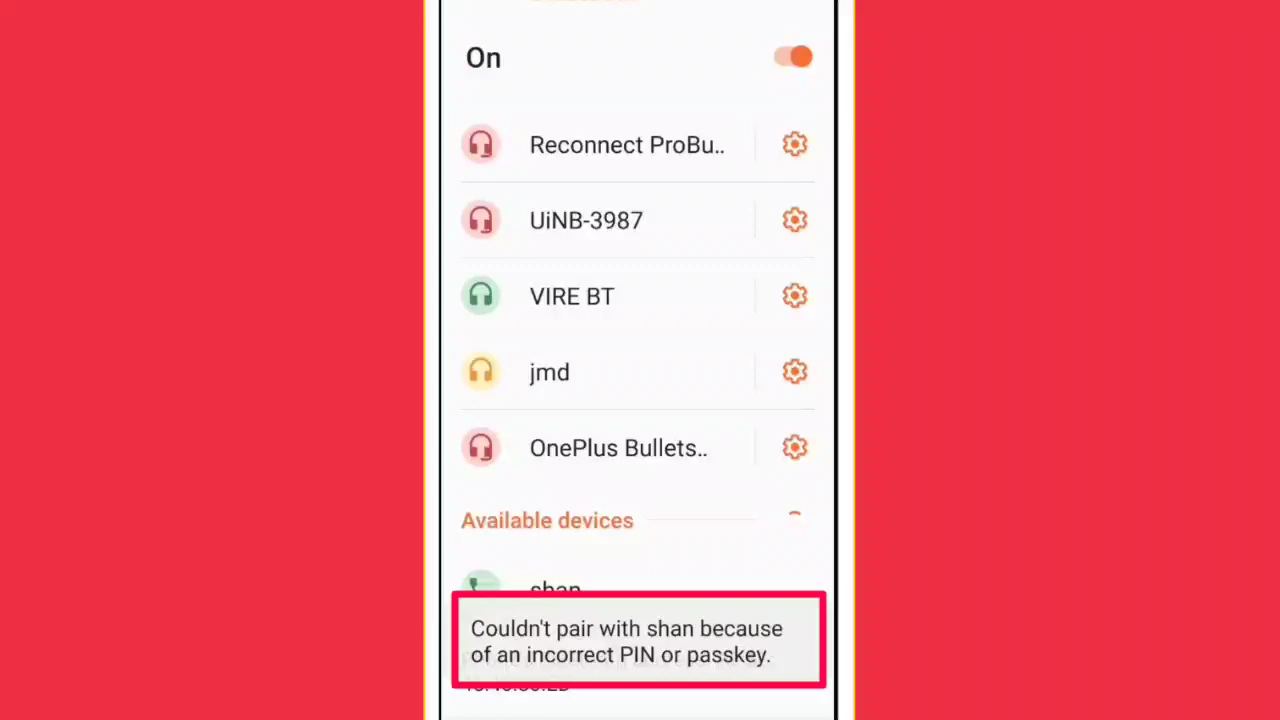 On
Reconnect ProBu..
UiNB-3987
VIRE BT
jmd
OnePlus Bullets..
Available devices
shan
Couldn't pair with shan because
of an incorrect PIN or passkey.